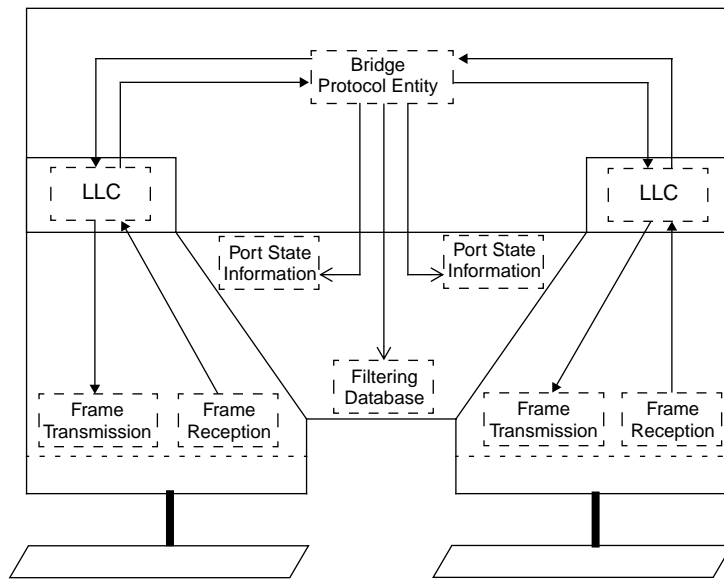 Bridge
Protocol Entity
LLC
LLC
Port State
Information
Port State
Information
Filtering
Database
Frame
Transmission
Frame
Reception
Frame
Transmission
Frame
Reception